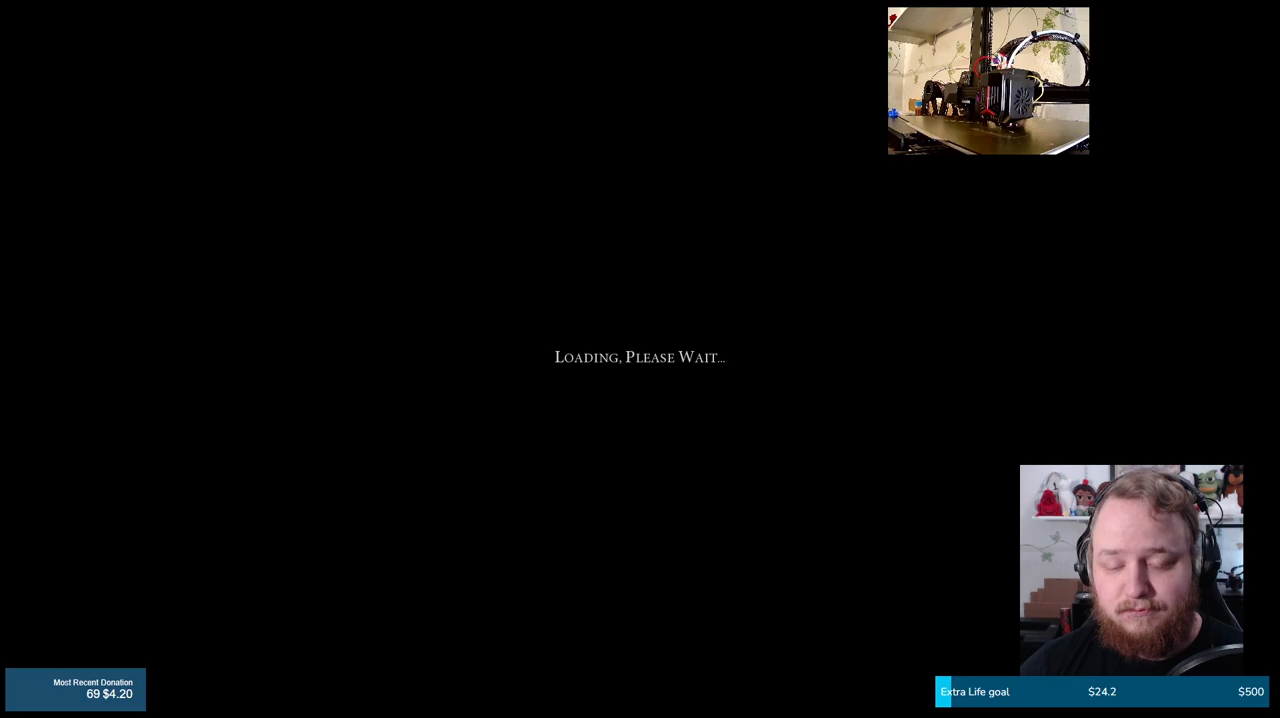 Loading, Please Wait...
Most Recent Donation
69 $4.20
Extra Life goal $24.2 $500